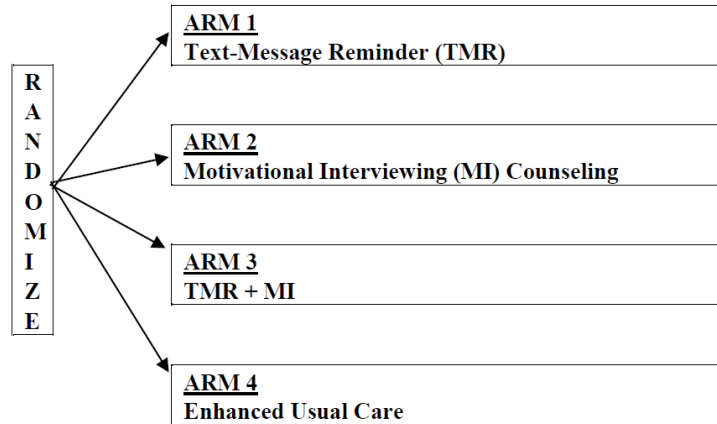 RANDOMIZE
ARM 1
Text-Message Reminder (TMR)
ARM 2
Motivational Interviewing (MI) Counseling
ARM 3
TMR + MI
ARM 4
Enhanced Usual Care